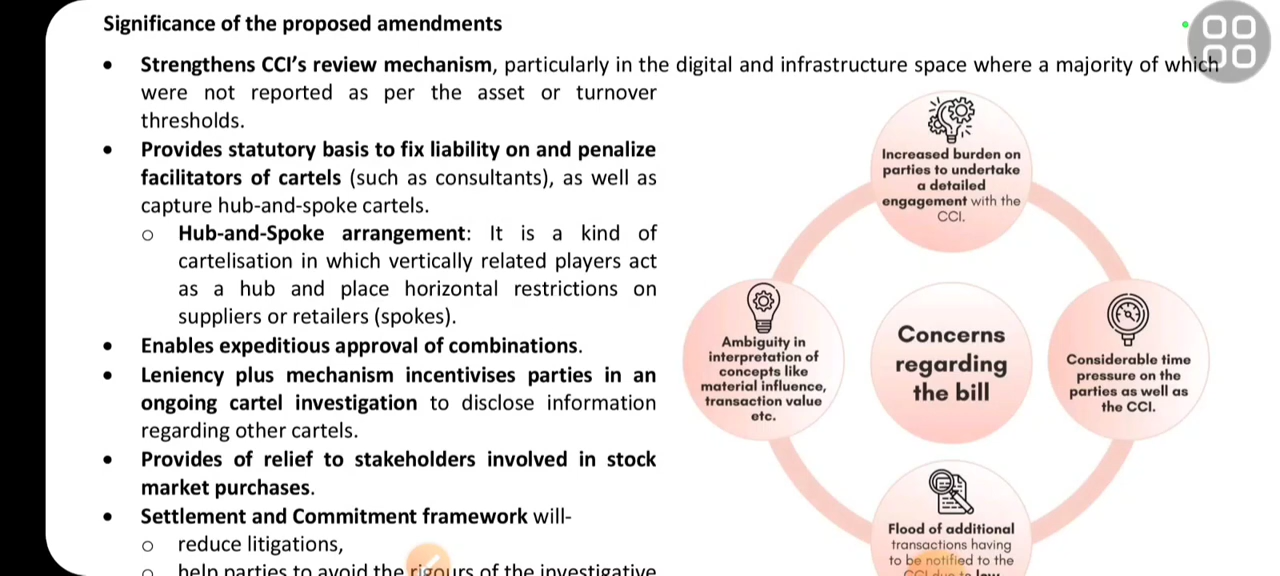 Significance of the proposed amendments
• Strengthens CCI's review mechanism, particularly in the digital and infrastructure space where a majority of which
were not reported as per the asset or turnover
thresholds.
• Provides statutory basis to fix liability on and penalize
facilitators of cartels (such as consultants), as well as
capture hub-and-spoke cartels.
o Hub-and-Spoke arrangement: It is a kind of
cartelisation in which vertically related players act
as a hub and place horizontal restrictions on
suppliers or retailers (spokes).
• Enables expeditious approval of combinations.
• Leniency plus mechanism incentivises parties in an
ongoing cartel investigation to disclose information
regarding other cartels.
• Provides of relief to stakeholders involved in stock
market purchases.
• Settlement and Commitment framework will-
o reduce litigations,
o help parties to avoid the rigours of the investigative
Increased burden on
parties to undertake
a detailed
engagement with the
CCI.
Ambiguity in
interpretation of
concepts like
material influence,
transaction value
etc.
Concerns
regarding
the bill
Considerable time
pressure on the
parties as well as
the CCI.
Flood of additional
transactions having
to be notified to the
CCI due to low